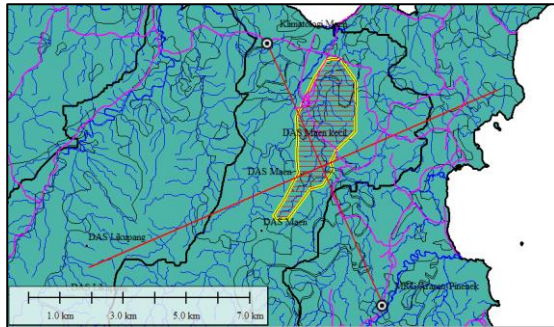 Klimatologi Maen
DAS Maen kecil
DAS Maen
DAS Maen
DAS Likupang
1.0 km 3.0 km 5.0 km 7.0 km